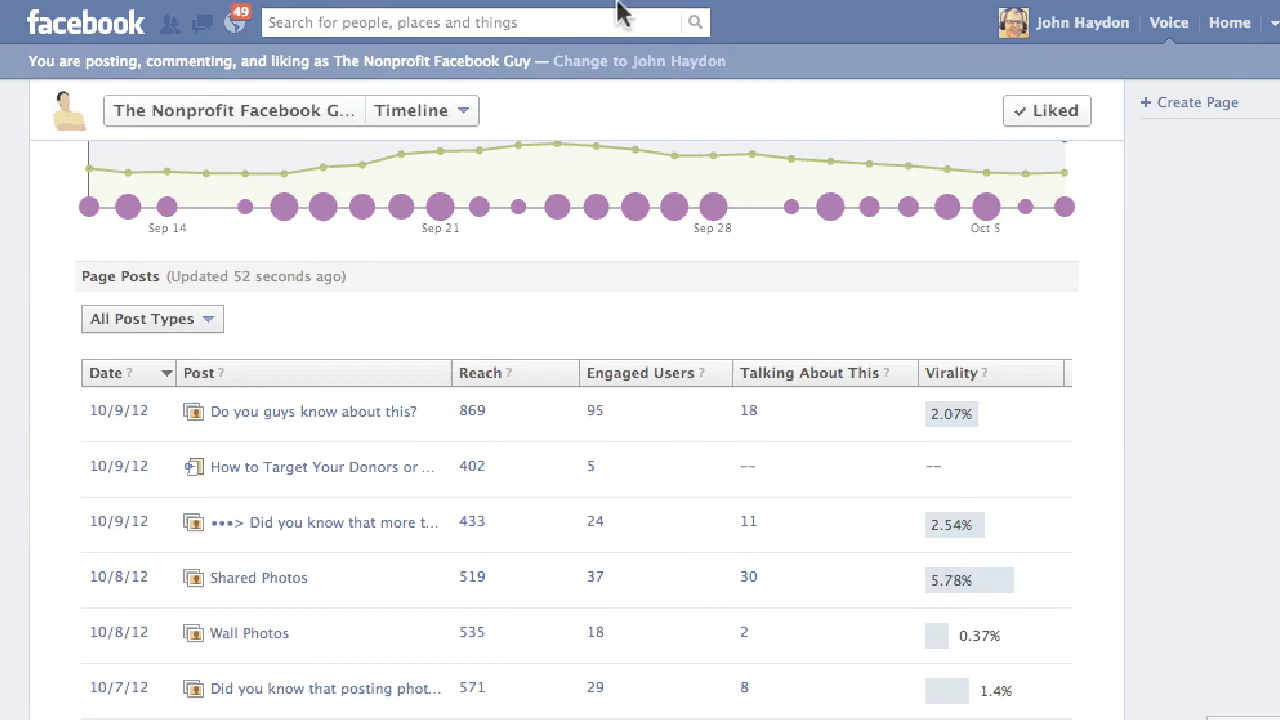 facebook 49 Search for people, places and things John Haydon Voice Home
You are posting, commenting, and liking as The Nonprofit Facebook Guy — Change to John Haydon
The Nonprofit Facebook G... Timeline Liked + Create Page
Sep 14 Sep 21 Sep 28 Oct 5
Page Posts (Updated 52 seconds ago)
All Post Types
Date ? Post ? Reach ? Engaged Users ? Talking About This ? Virality ?
10/9/12 Do you guys know about this? 869 95 18 2.07%
10/9/12 How to Target Your Donors or ... 402 5 -- --
10/9/12 •••> Did you know that more t... 433 24 11 2.54%
10/8/12 Shared Photos 519 37 30 5.78%
10/8/12 Wall Photos 535 18 2 0.37%
10/7/12 Did you know that posting phot... 571 29 8 1.4%